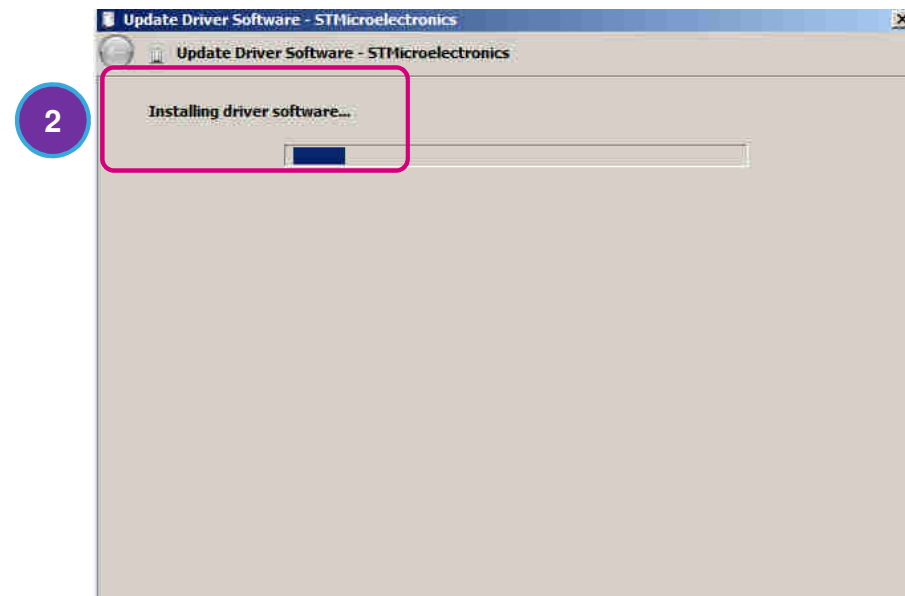 Update Driver Software - STMicroelectronics
Update Driver Software - STMicroelectronics
2
Installing driver software...